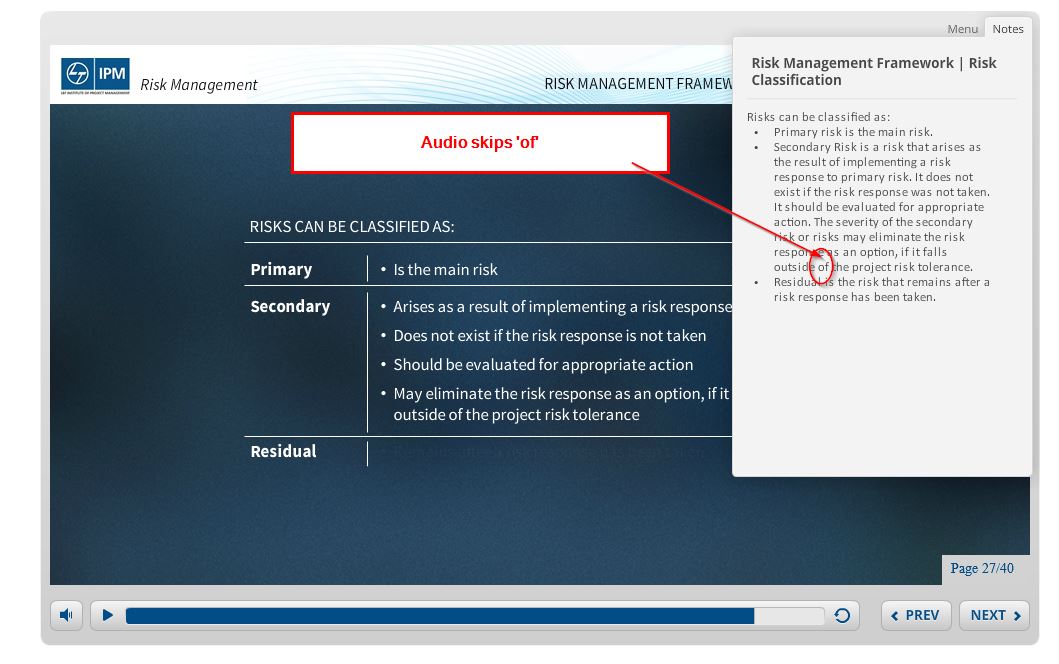 Menu Notes
IPM
L&T INSTITUTE OF PROJECT MANAGEMENT
Risk Management
RISK MANAGEMENT FRAMEW
Audio skips 'of'
RISKS CAN BE CLASSIFIED AS:
Primary
• Is the main risk
Secondary
• Arises as a result of implementing a risk response
• Does not exist if the risk response is not taken
• Should be evaluated for appropriate action
• May eliminate the risk response as an option, if it
outside of the project risk tolerance
Residual
Risk Management Framework | Risk
Classification
Risks can be classified as:
• Primary risk is the main risk.
• Secondary Risk is a risk that arises as
the result of implementing a risk
response to primary risk. It does not
exist if the risk response was not taken.
It should be evaluated for appropriate
action. The severity of the secondary
risk or risks may eliminate the risk
response as an option, if it falls
outside of the project risk tolerance.
• Residual is the risk that remains after a
risk response has been taken.
Page 27/40
PREV
NEXT